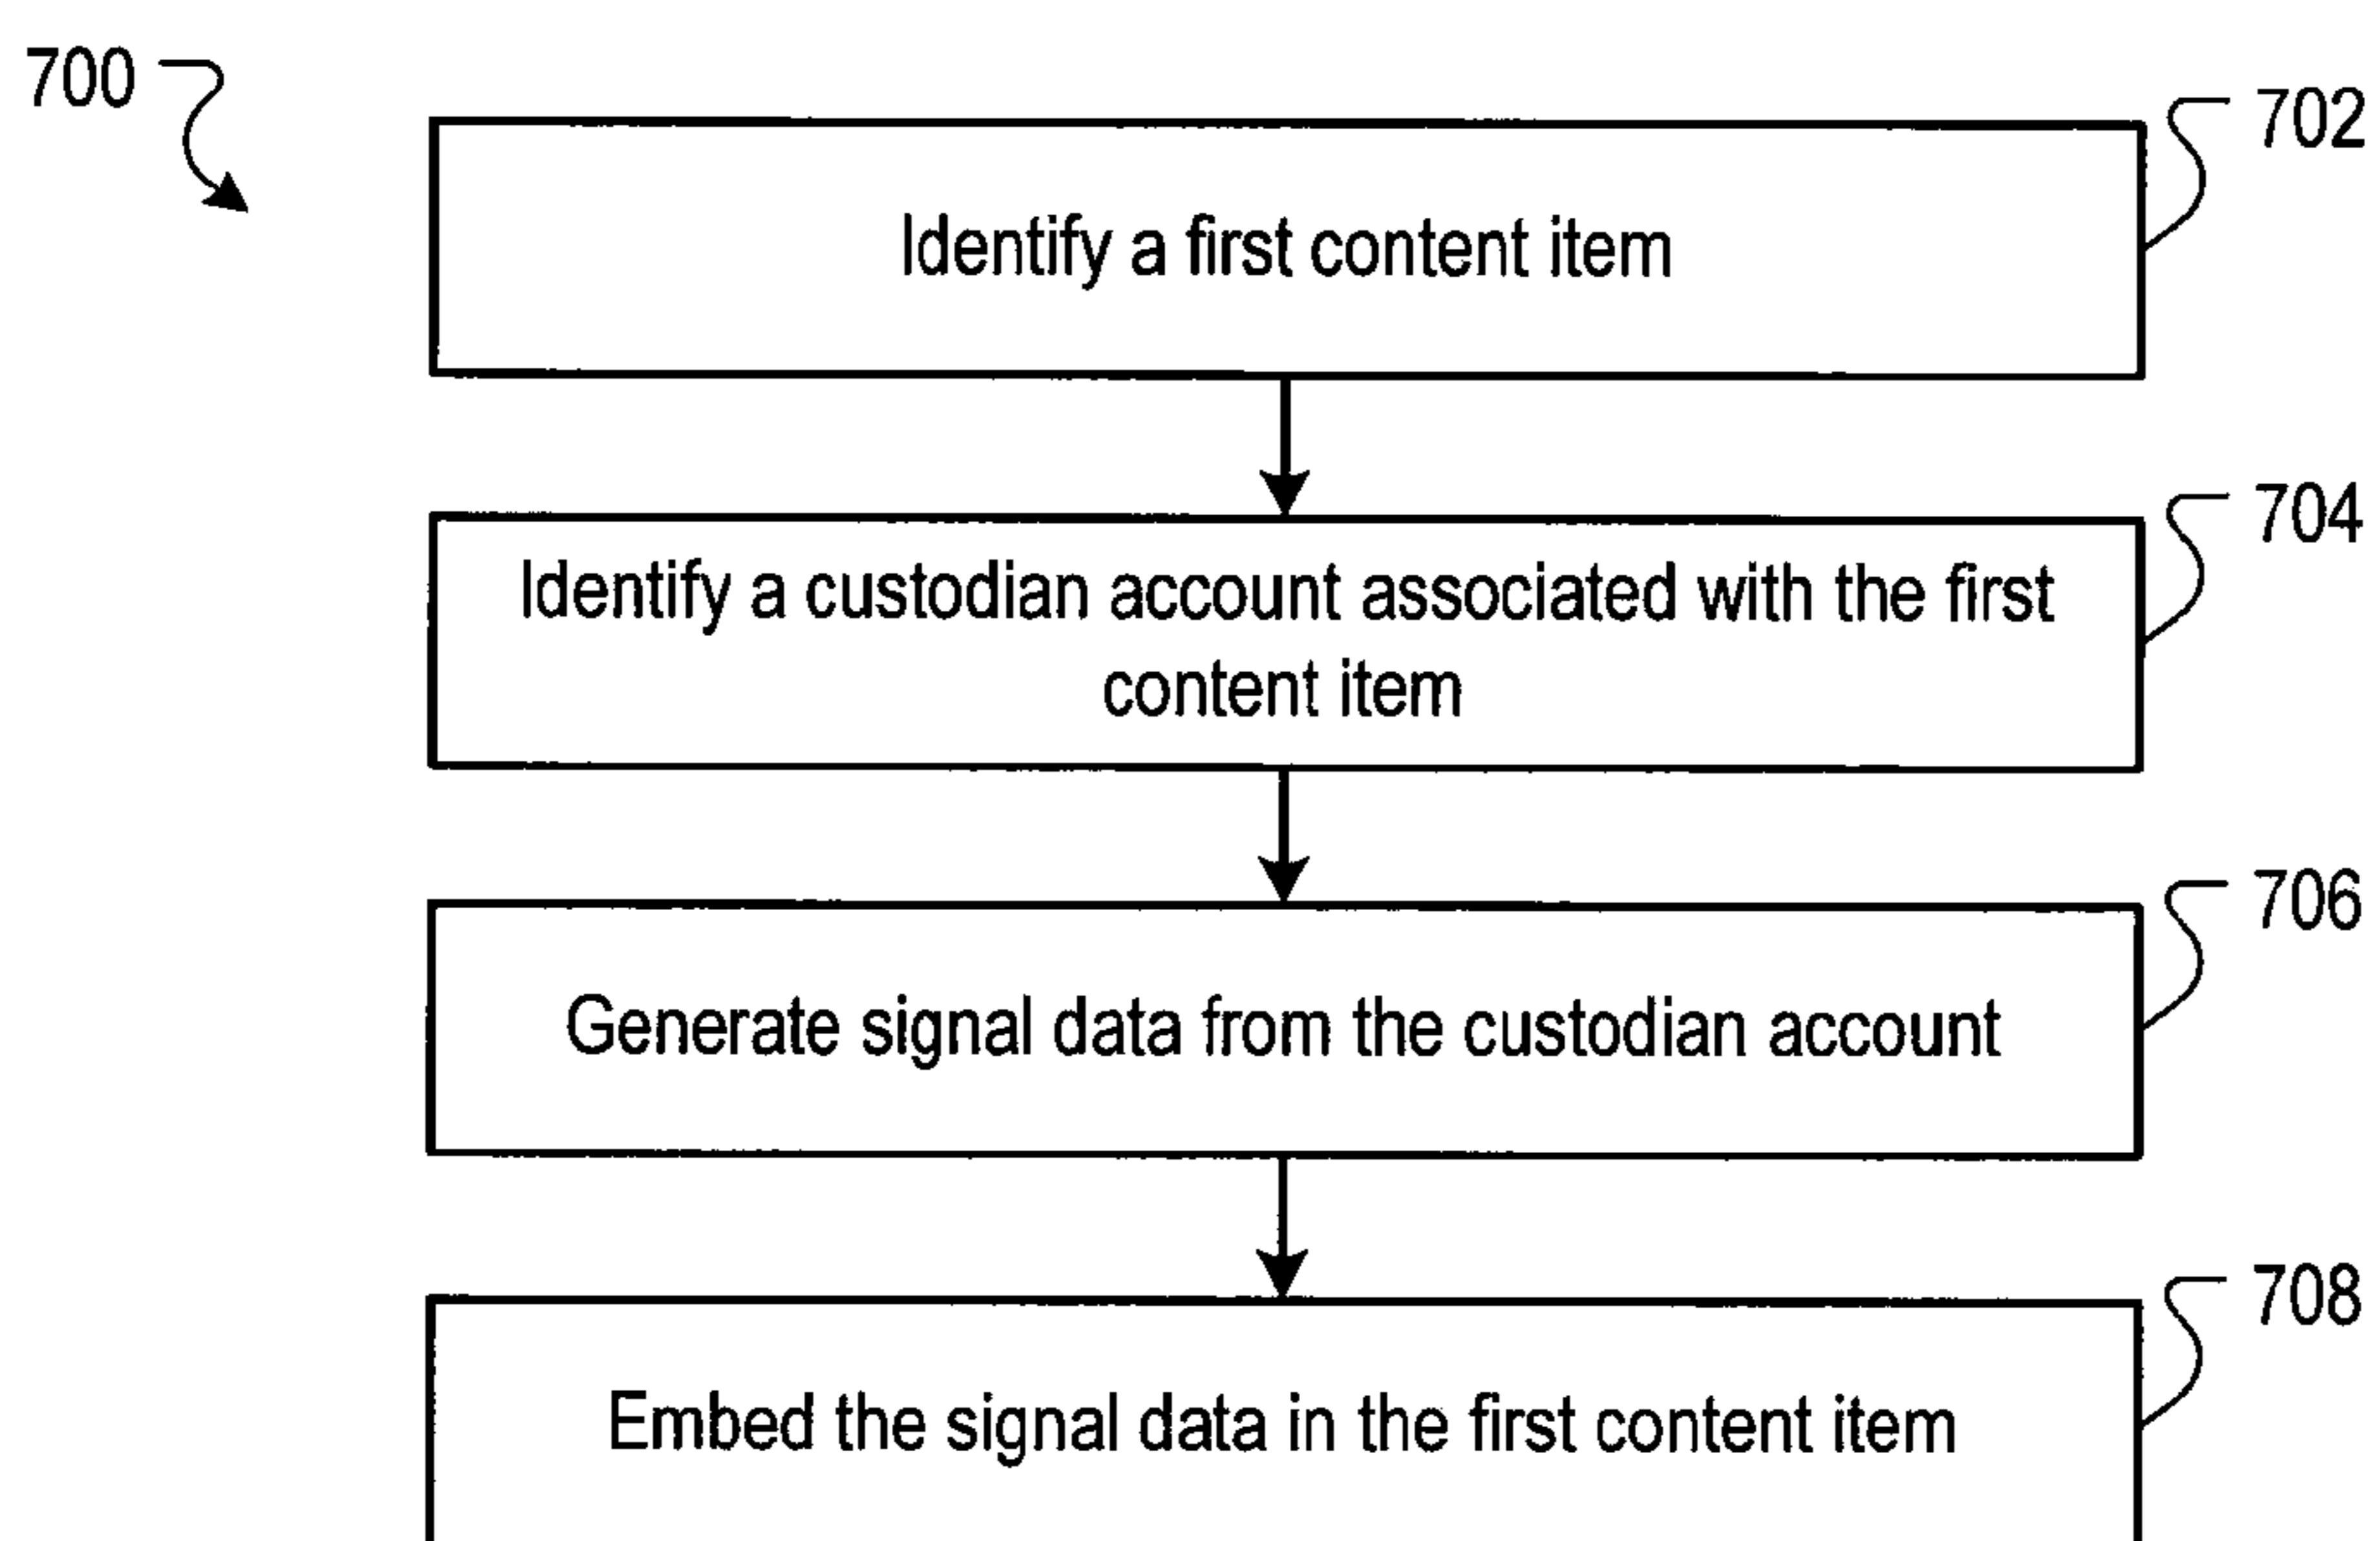 700
702
Identify a first content item
704
Identify a custodian account associated with the first
content item
706
Generate signal data from the custodian account
708
Embed the signal data in the first content item